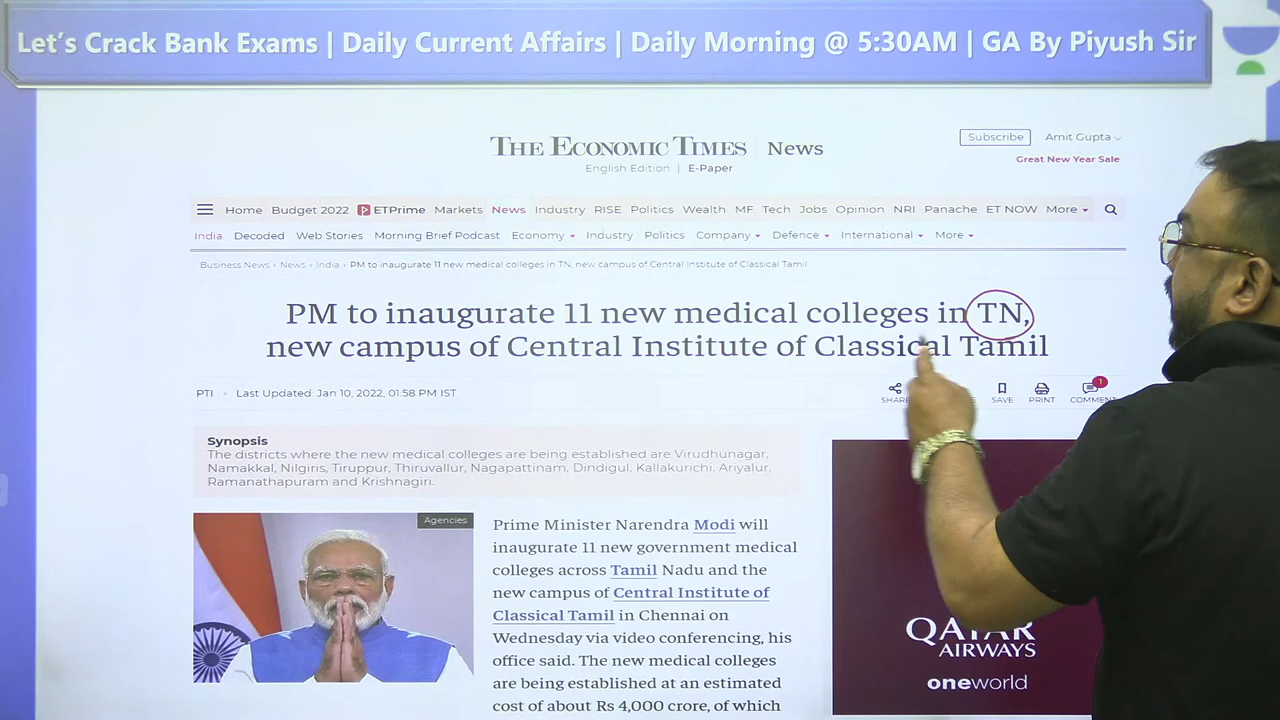 Let's Crack Bank Exams | Daily Current Affairs | Daily Morning @ 5:30AM | GA By Piyush Sir
THE ECONOMIC TIMES | News
English Edition | E-Paper
Subscribe Amit Gupta
Great New Year Sale
Home Budget 2022 ETPrime Markets News Industry RISE Politics Wealth MF Tech Jobs Opinion NRI Panache ET NOW More
India Decoded Web Stories Morning Brief Podcast Economy Industry Politics Company Defence International More
Business News › News › India › PM to inaugurate 11 new medical colleges in TN, new campus of Central Institute of Classical Tamil
PM to inaugurate 11 new medical colleges in TN,
new campus of Central Institute of Classical Tamil
PTI • Last Updated: Jan 10, 2022, 01:58 PM IST
SHARE SAVE PRINT COMMENT
1
Synopsis
The districts where the new medical colleges are being established are Virudhunagar,
Namakkal, Nilgiris, Tiruppur, Thiruvallur, Nagapattinam, Dindigul, Kallakurichi, Ariyalur,
Ramanathapuram and Krishnagiri.
Agencies
Prime Minister Narendra Modi will
inaugurate 11 new government medical
colleges across Tamil Nadu and the
new campus of Central Institute of
Classical Tamil in Chennai on
Wednesday via video conferencing, his
office said. The new medical colleges
are being established at an estimated
cost of about Rs 4,000 crore, of which
QATAR
AIRWAYS
oneworld